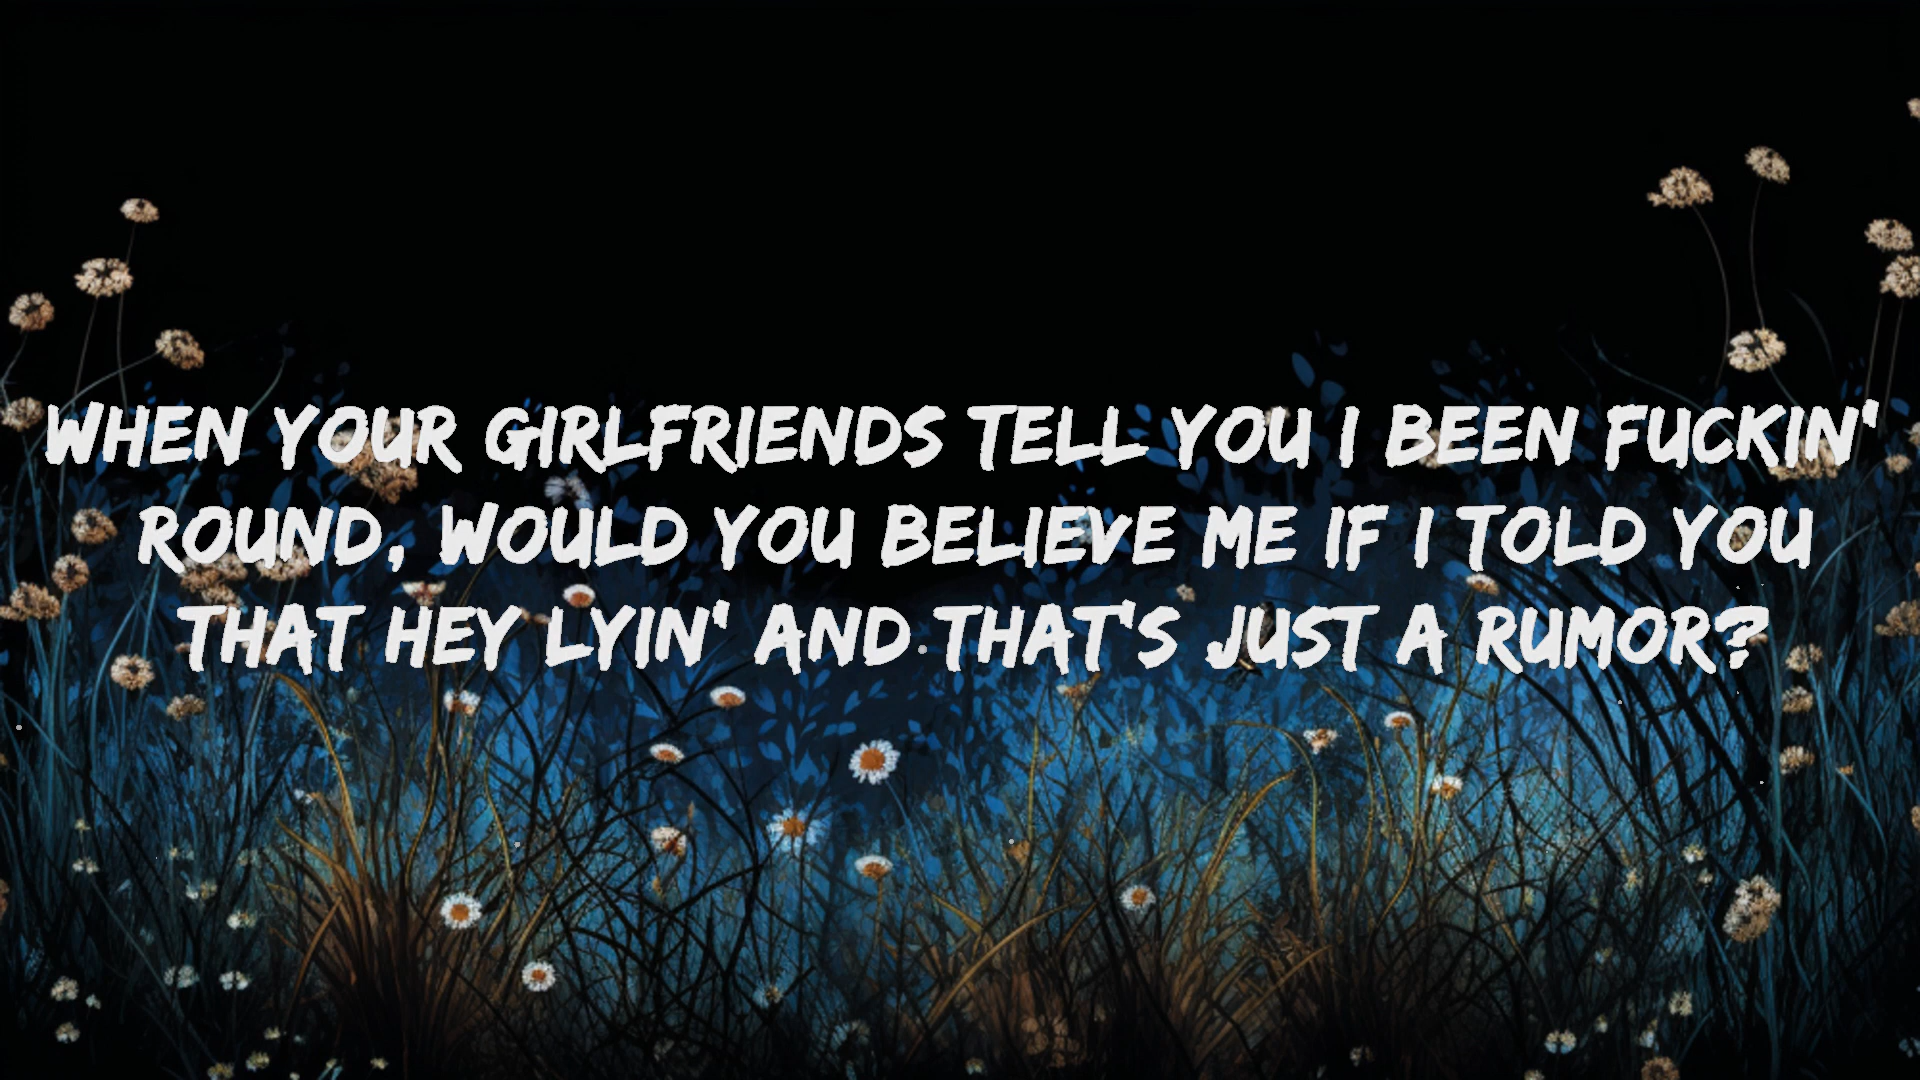 WHEN YOUR GIRLFRIENDS TELL YOU I BEEN FUCKIN'
ROUND, WOULD YOU BELIEVE ME IF I TOLD YOU
THAT HEY LYIN' AND THAT'S JUST A RUMOR?